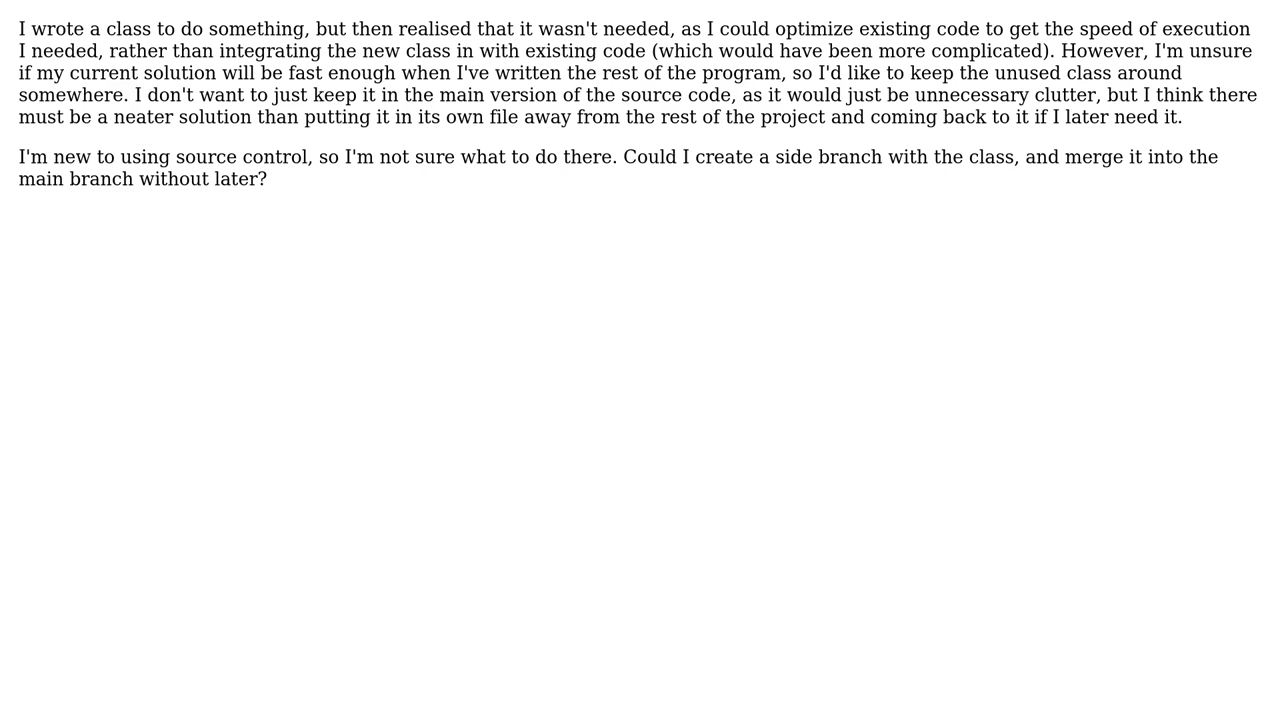 I wrote a class to do something, but then realised that it wasn't needed, as I could optimize existing code to get the speed of execution
I needed, rather than integrating the new class in with existing code (which would have been more complicated). However, I'm unsure
if my current solution will be fast enough when I've written the rest of the program, so I'd like to keep the unused class around
somewhere. I don't want to just keep it in the main version of the source code, as it would just be unnecessary clutter, but I think there
must be a neater solution than putting it in its own file away from the rest of the project and coming back to it if I later need it.
I'm new to using source control, so I'm not sure what to do there. Could I create a side branch with the class, and merge it into the
main branch without later?